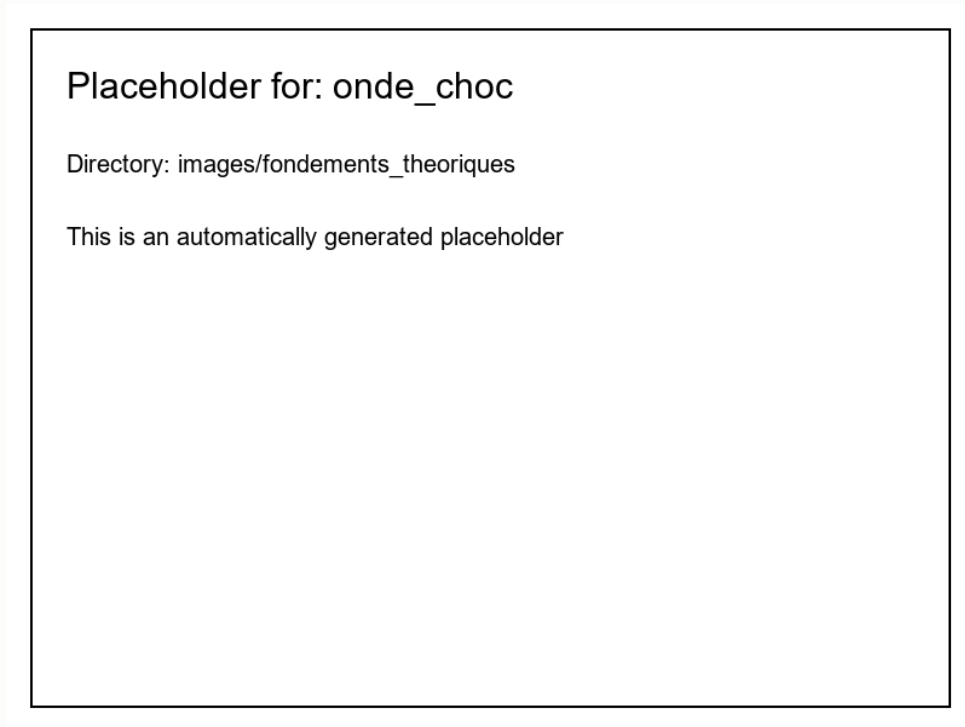 Placeholder for: onde_choc
Directory: images/fondements_theoriques
This is an automatically generated placeholder